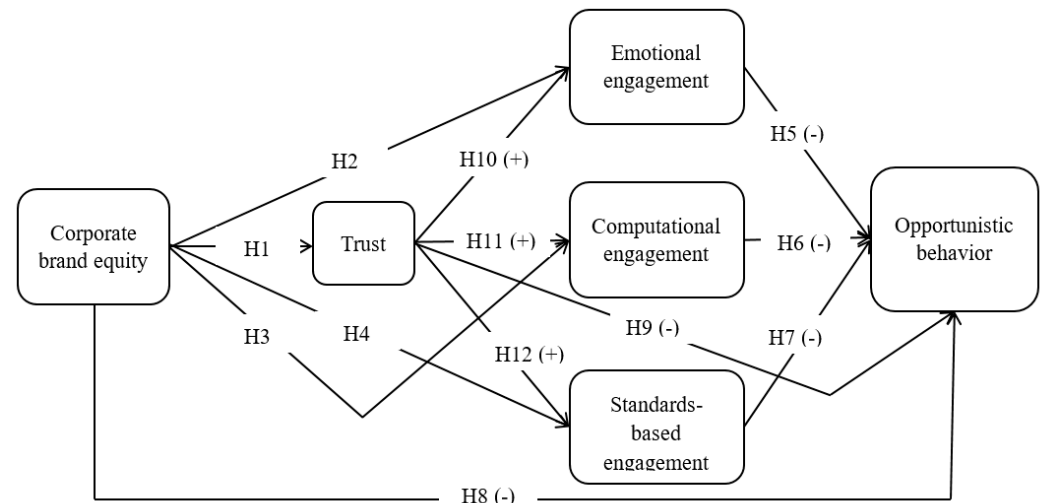 Emotional
engagement
H5 (-)
H2
H10 (+)
Corporate
brand equity
H1
Trust
H11 (+)
Computational
engagement
H6 (-)
Opportunistic
behavior
H3
H4
H9 (-)
H7 (-)
H12 (+)
Standards-
based
engagement
H8 (-)